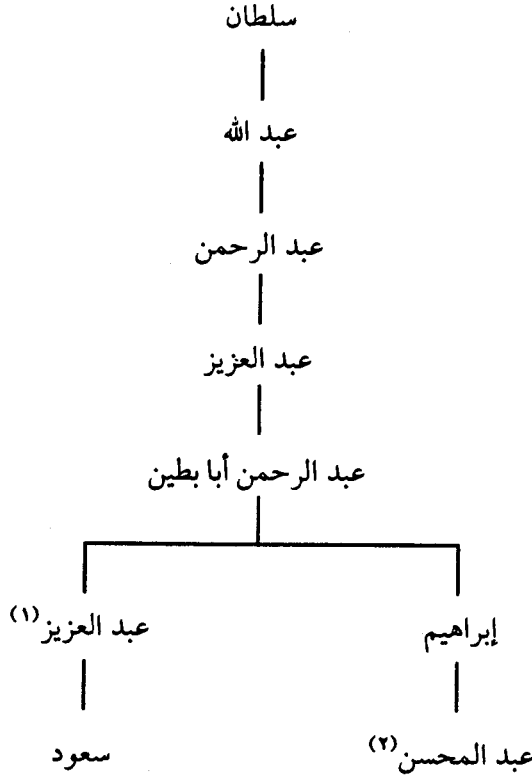 سلطان
عبد الله
عبد الرحمن
عبد العزيز
عبد الرحمن أبا بطين
إبراهيم
عبد العزيز(١)
عبد المحسن(٢)
سعود